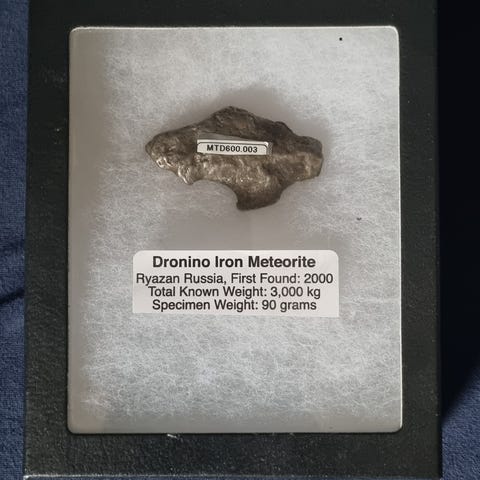 MTD600.003
Dronino Iron Meteorite
Ryazan Russia, First Found: 2000
Total Known Weight: 3,000 kg
Specimen Weight: 90 grams